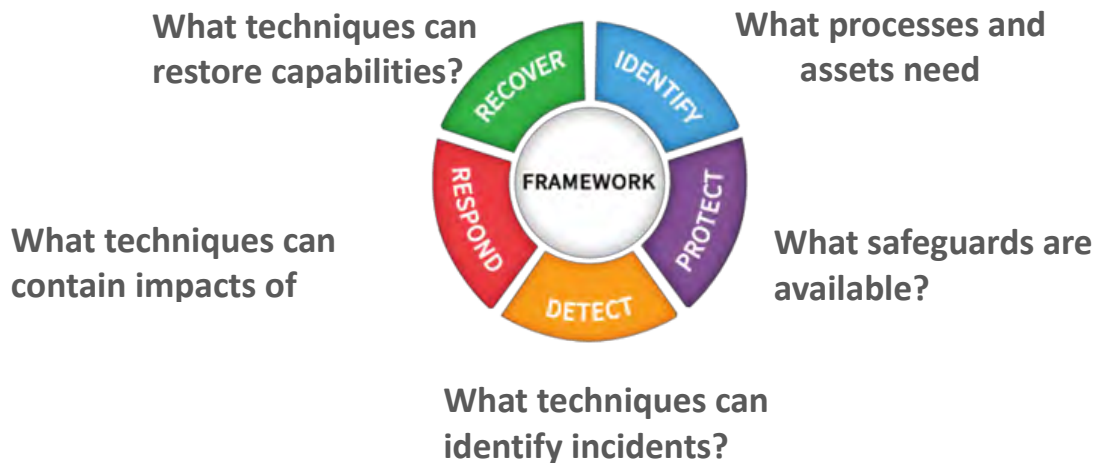 What techniques can
restore capabilities?
What processes and
assets need
RECOVER
IDENTIFY
FRAMEWORK
RESPOND
PROTECT
What techniques can
contain impacts of
What safeguards are
available?
DETECT
What techniques can
identify incidents?